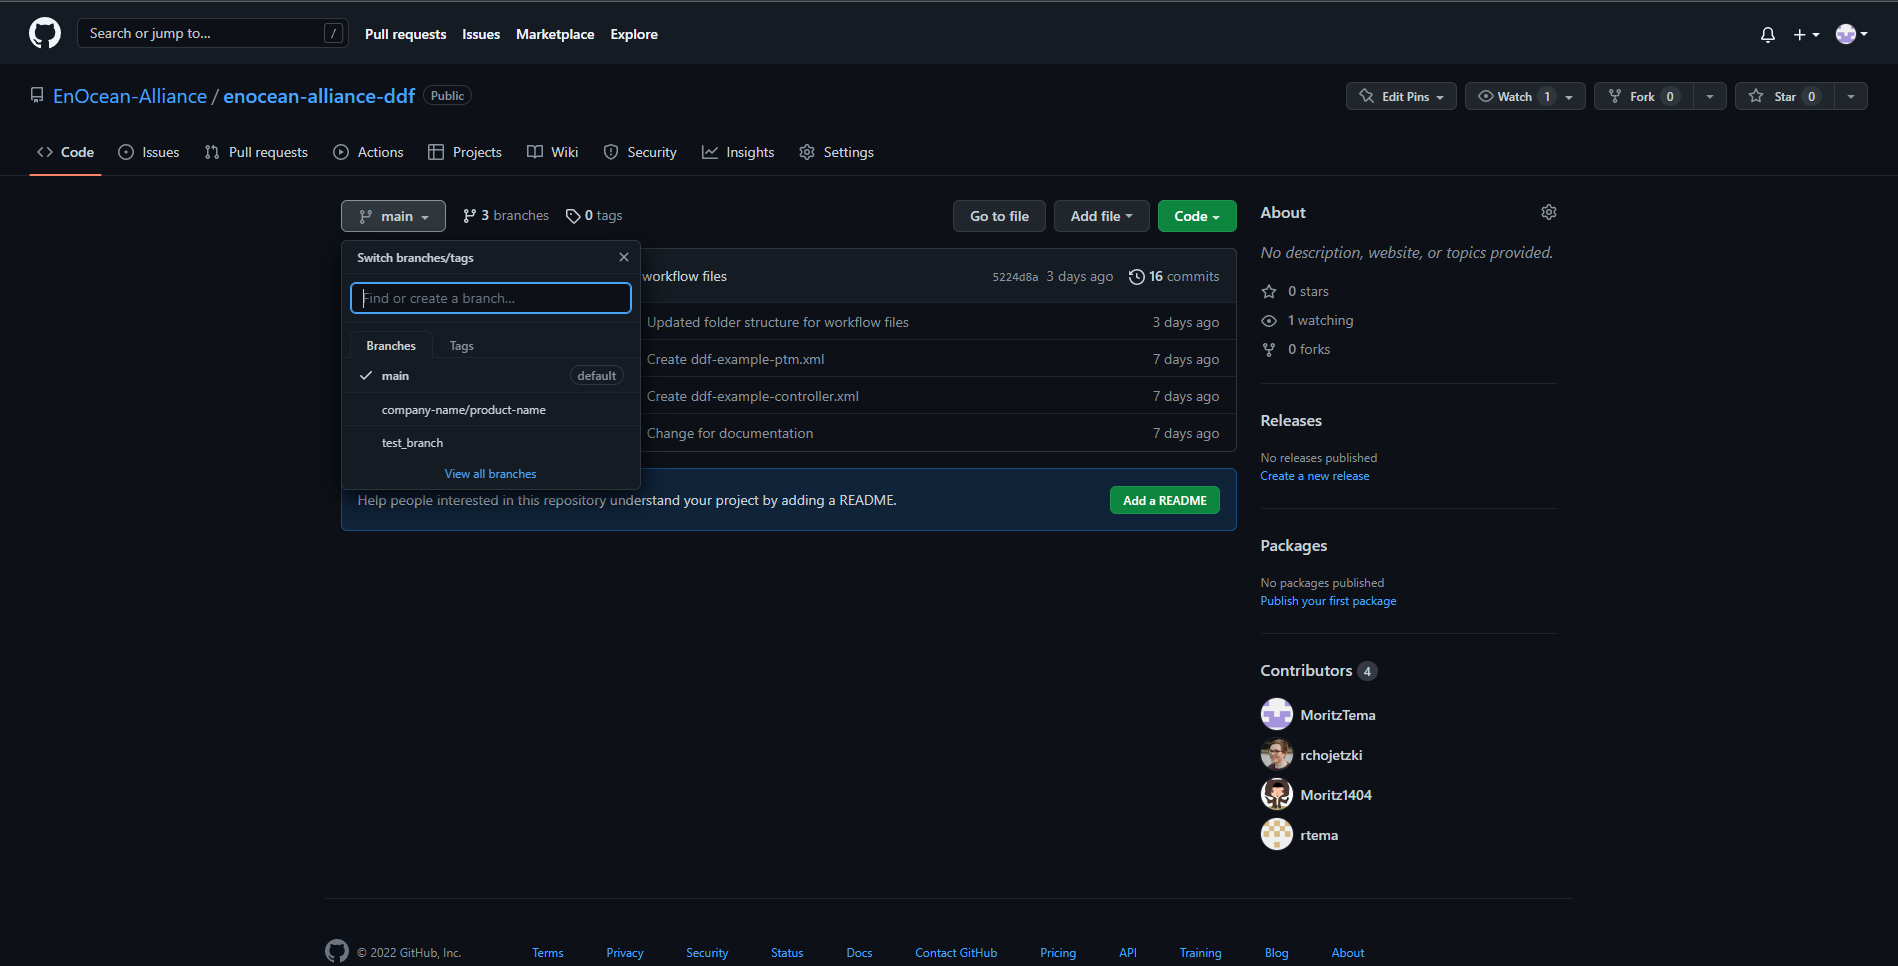 Search or jump to... /
Pull requests Issues Marketplace Explore
EnOcean-Alliance / enocean-alliance-ddf Public
Edit Pins Watch 1 Fork 0 Star 0
Code Issues Pull requests Actions Projects Wiki Security Insights Settings
main 3 branches 0 tags
Go to file Add file Code
Switch branches/tags
Find or create a branch...
Branches Tags
main default
company-name/product-name
test_branch
View all branches
workflow files 5224d8a 3 days ago 16 commits
Updated folder structure for workflow files 3 days ago
Create ddf-example-ptm.xml 7 days ago
Create ddf-example-controller.xml 7 days ago
Change for documentation 7 days ago
Help people interested in this repository understand your project by adding a README. Add a README
About
No description, website, or topics provided.
0 stars
1 watching
0 forks
Releases
No releases published
Create a new release
Packages
No packages published
Publish your first package
Contributors 4
MoritzTema
rchojetzki
Moritz1404
rtema
© 2022 GitHub, Inc. Terms Privacy Security Status Docs Contact GitHub Pricing API Training Blog About